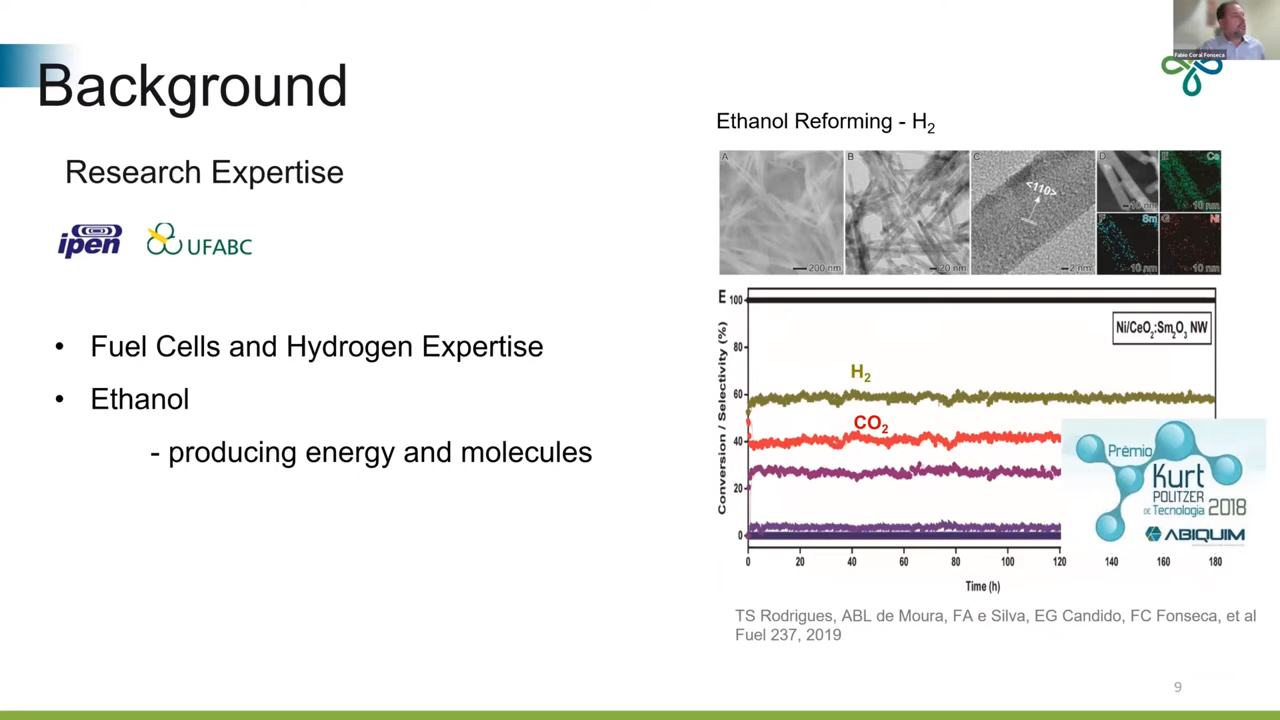 Fabio Coral Fonseca
Background
Research Expertise
ipen
UFABC
• Fuel Cells and Hydrogen Expertise
• Ethanol
- producing energy and molecules
Ethanol Reforming - H₂
A
200 nm
B
20 nm
C
<110>
2 nm
D
10 nm
E
Ce
10 nm
F
Sm
10 nm
G
Ni
10 nm
E
Conversion / Selectivity (%)
100
80
60
40
20
0
Ni/CeO₂:Sm₂O₃ NW
H₂
CO₂
0 20 40 60 80 100 120 140 160 180
Time (h)
Prêmio
Kurt
POLITZER
DE Tecnologia 2018
ABIQUIM
TS Rodrigues, ABL de Moura, FA e Silva, EG Candido, FC Fonseca, et al
Fuel 237, 2019
9